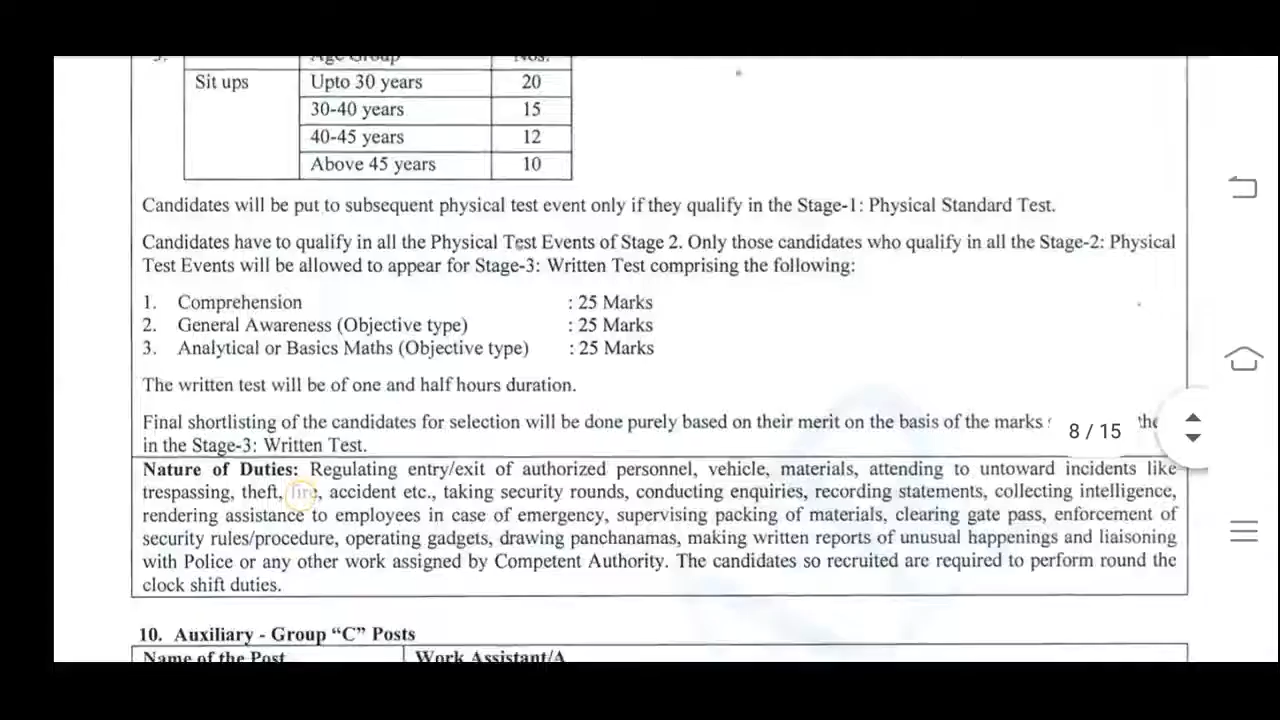 Age Group Nos.
Sit ups Upto 30 years 20
30-40 years 15
40-45 years 12
Above 45 years 10
Candidates will be put to subsequent physical test event only if they qualify in the Stage-1: Physical Standard Test.
Candidates have to qualify in all the Physical Test Events of Stage 2. Only those candidates who qualify in all the Stage-2: Physical
Test Events will be allowed to appear for Stage-3: Written Test comprising the following:
1. Comprehension : 25 Marks
2. General Awareness (Objective type) : 25 Marks
3. Analytical or Basics Maths (Objective type) : 25 Marks
The written test will be of one and half hours duration.
Final shortlisting of the candidates for selection will be done purely based on their merit on the basis of the marks
8 / 15
in the Stage-3: Written Test.
Nature of Duties: Regulating entry/exit of authorized personnel, vehicle, materials, attending to untoward incidents like
trespassing, theft, fire, accident etc., taking security rounds, conducting enquiries, recording statements, collecting intelligence,
rendering assistance to employees in case of emergency, supervising packing of materials, clearing gate pass, enforcement of
security rules/procedure, operating gadgets, drawing panchanamas, making written reports of unusual happenings and liaisoning
with Police or any other work assigned by Competent Authority. The candidates so recruited are required to perform round the
clock shift duties.
10. Auxiliary - Group “C” Posts
Name of the Post Work Assistant/A